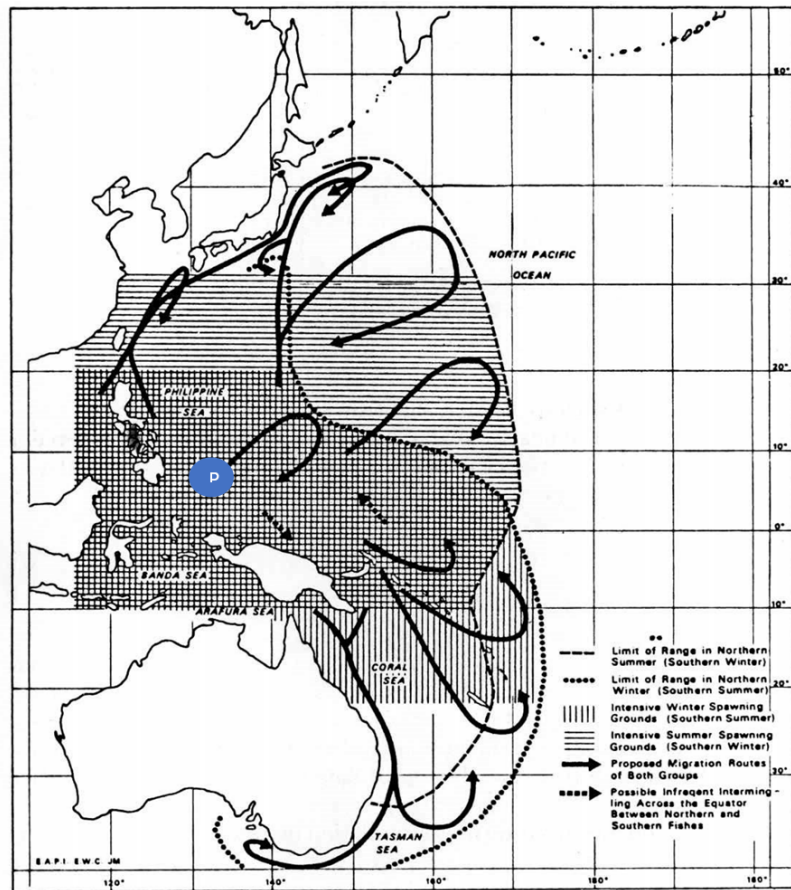 50°
40°
NORTH PACIFIC
OCEAN
30°
20°
PHILIPPINE
SEA
10°
P
0°
BANDA SEA
ARAFURA SEA
10°
CORAL
SEA
20°
30°
TASMAN
SEA
Limit of Range in Northern
Summer (Southern Winter)
Limit of Range in Northern
Winter (Southern Summer)
Intensive Winter Spawning
Grounds (Southern Summer)
Intensive Summer Spawning
Grounds (Southern Winter)
Proposed Migration Routes
of Both Groups
Possible Infreqent Interming -
ling Across the Equator
Between Northern and
Southern Fishes
E.A.P.I. E.W.C. JM
120° 140° 160° 180° 160°